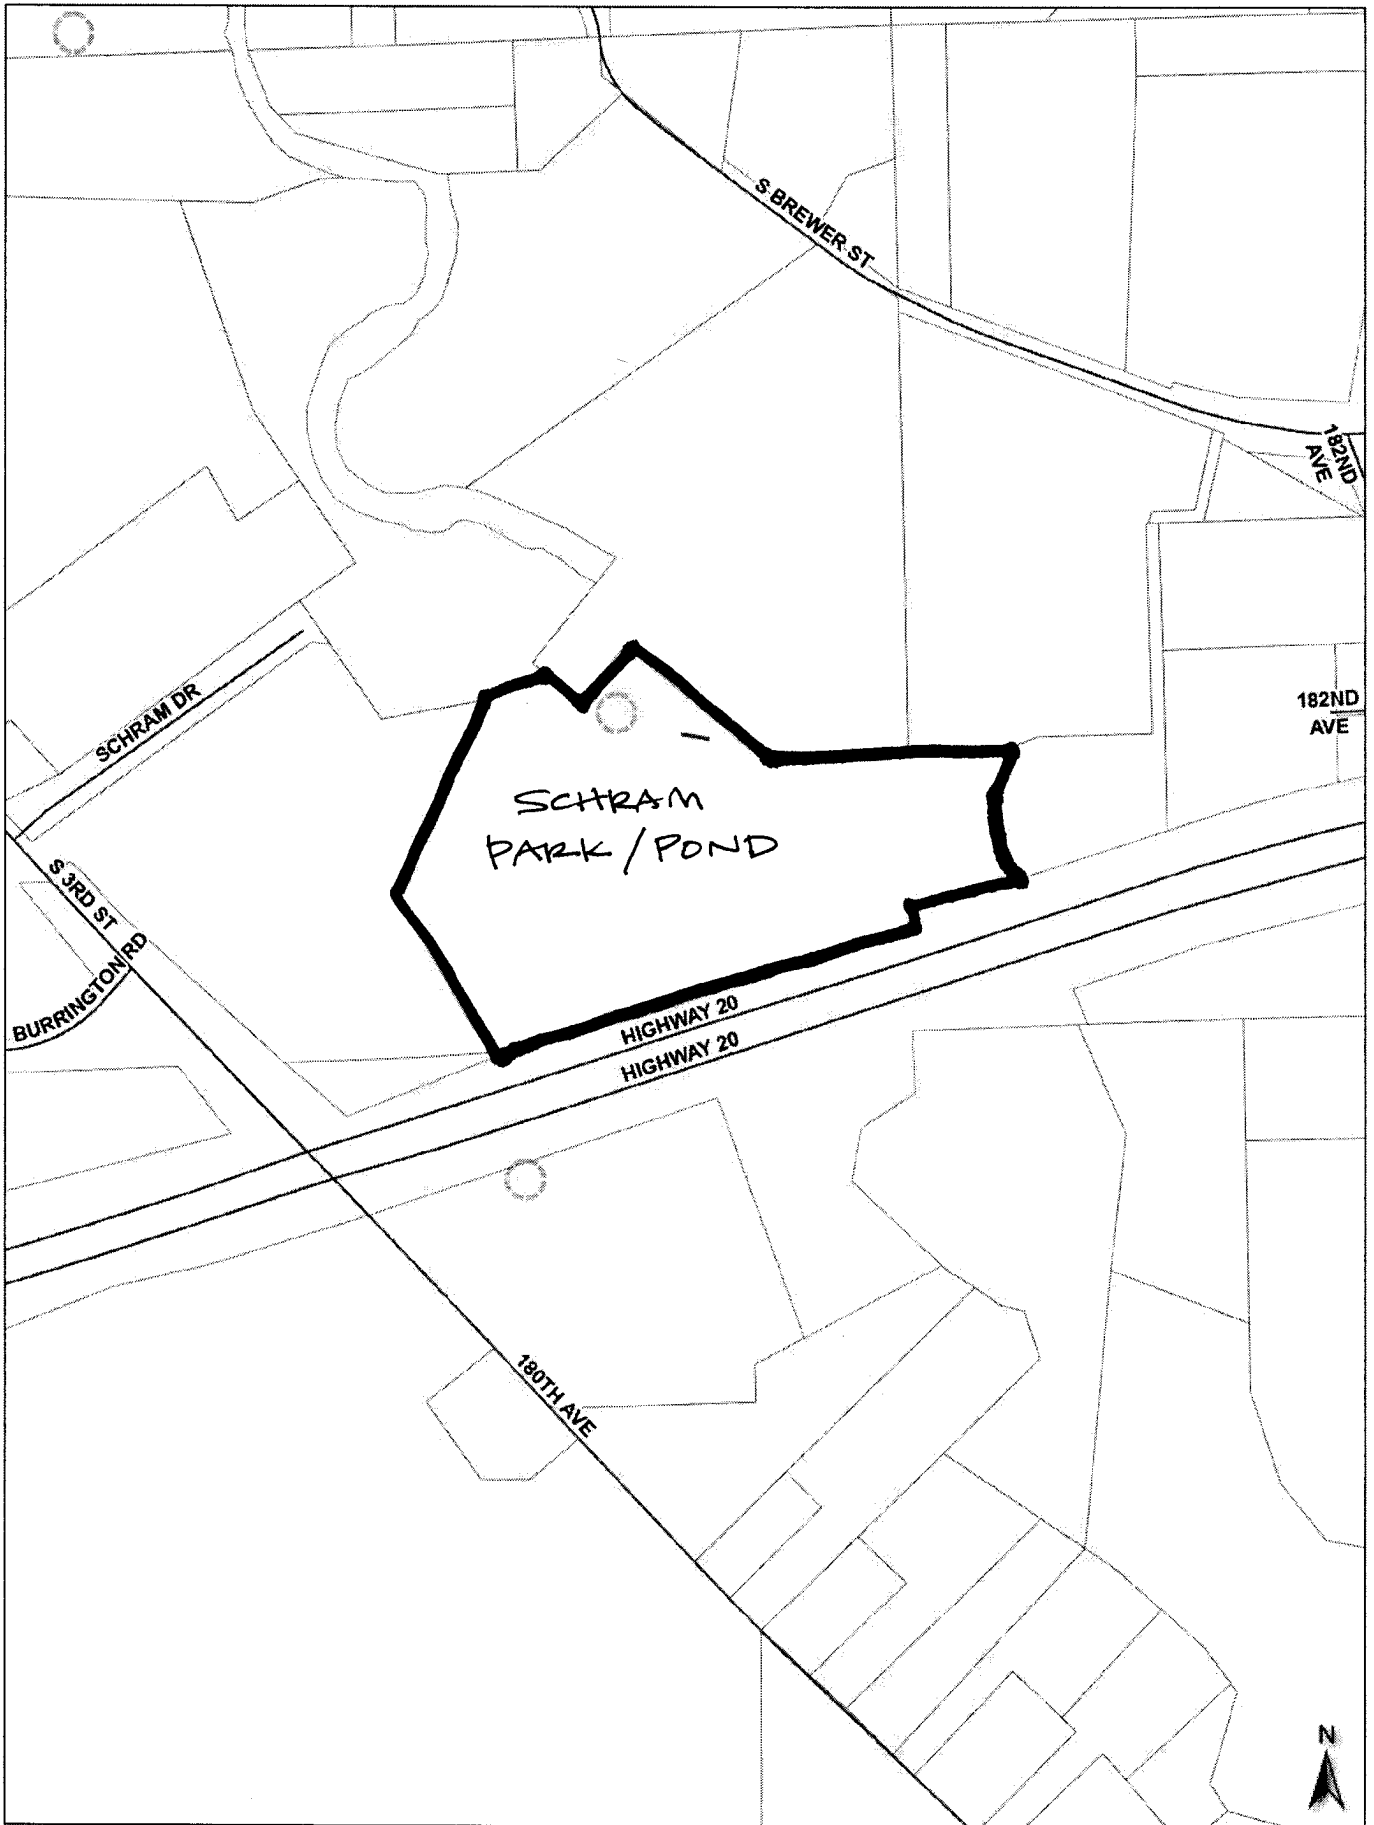 S BREWER ST
182ND
AVE
SCHRAM DR
182ND
AVE
SCHRAM
PARK / POND
S 3RD ST
BURRINGTON RD
HIGHWAY 20
HIGHWAY 20
180TH AVE
N